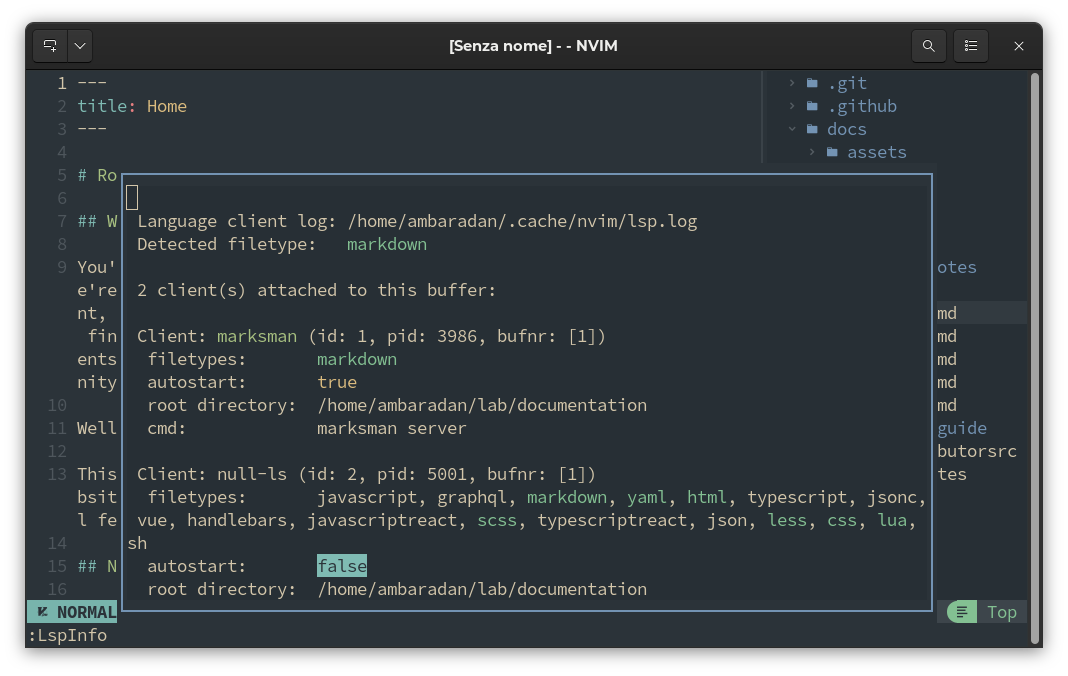 [Senza nome] - - NVIM
1 ---
2 title: Home
3 ---
4
5 # Ro
6
7 ## W
8
9 You'
e're
nt,
fin
ents
nity
10
11 Well
12
13 This
bsit
l fe
14
15 ## N
16
Language client log: /home/ambaradan/.cache/nvim/lsp.log
Detected filetype: markdown
2 client(s) attached to this buffer:
Client: marksman (id: 1, pid: 3986, bufnr: [1])
filetypes: markdown
autostart: true
root directory: /home/ambaradan/lab/documentation
cmd: marksman server
Client: null-ls (id: 2, pid: 5001, bufnr: [1])
filetypes: javascript, graphql, markdown, yaml, html, typescript, jsonc,
vue, handlebars, javascriptreact, scss, typescriptreact, json, less, css, lua,
sh
autostart: false
root directory: /home/ambaradan/lab/documentation
.git
.github
docs
assets
otes
md
md
md
md
md
guide
butorsrc
tes
NORMAL
Top
:LspInfo